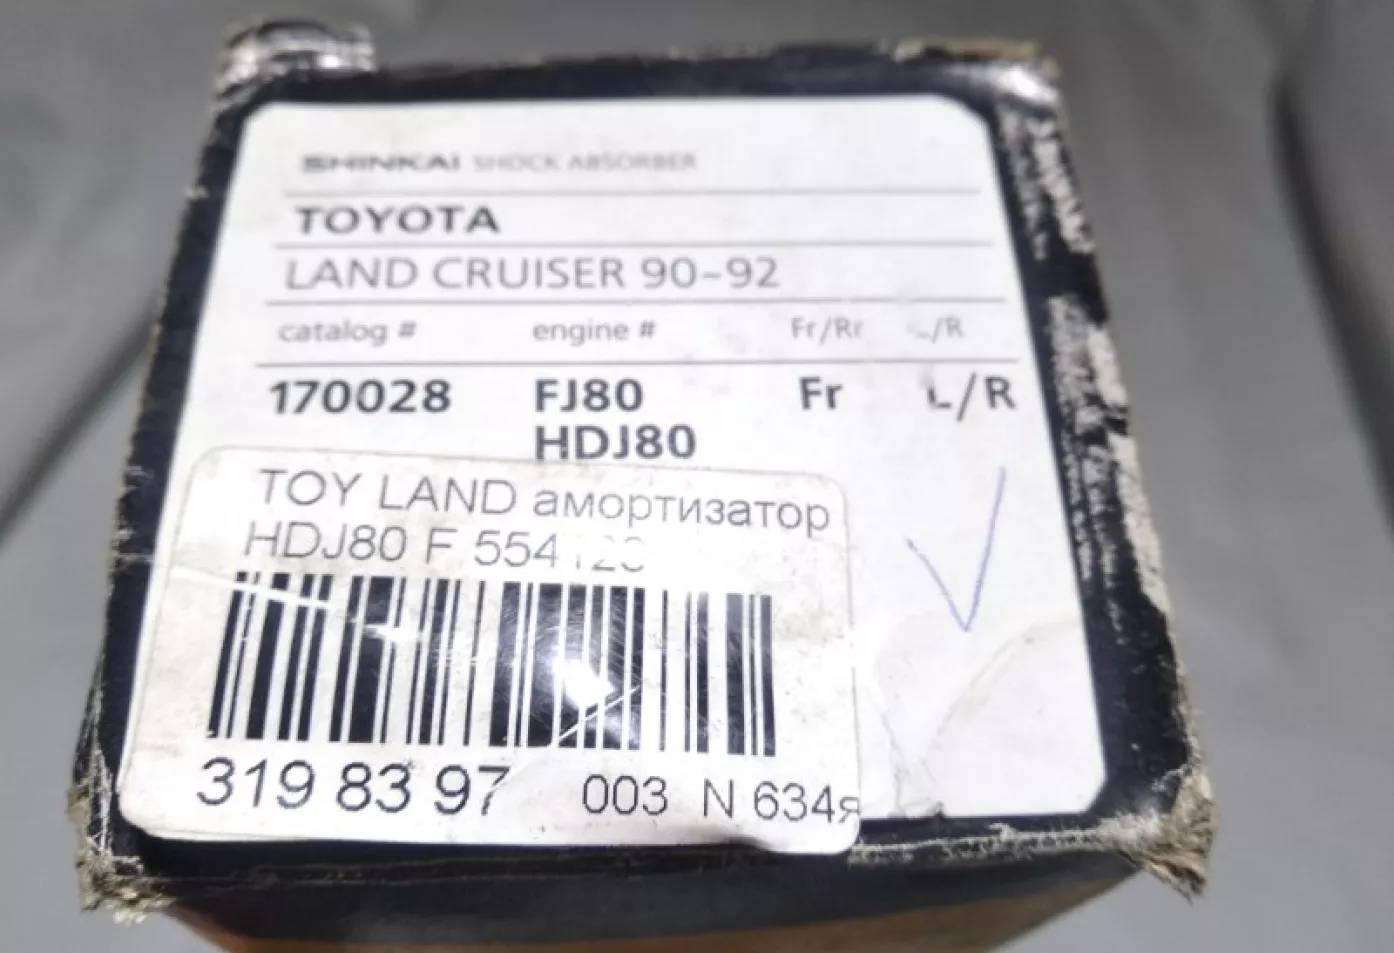 SHINKAI SHOCK ABSORBER
TOYOTA
LAND CRUISER 90-92
catalog # engine # Fr/Rr L/R
170028 FJ80 Fr L/R
HDJ80
TOY LAND амортизатор
HDJ80 F
319 83 97 003 N 634я